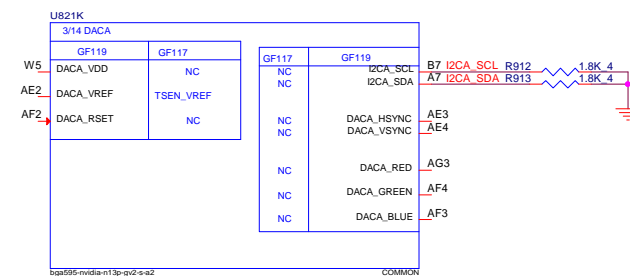 U821K
3/14 DACA
GF119 GF117
W5 DACA_VDD NC
AE2 DACA_VREF TSEN_VREF
AF2 DACA_RSET NC
GF117 GF119
NC I2CA_SCL B7 I2CA_SCL R912 1.8K_4
NC I2CA_SDA A7 I2CA_SDA R913 1.8K_4
NC DACA_HSYNC AE3
NC DACA_VSYNC AE4
NC DACA_RED AG3
NC DACA_GREEN AF4
NC DACA_BLUE AF3
bga595-nvidia-n13p-gv2-s-a2 COMMON